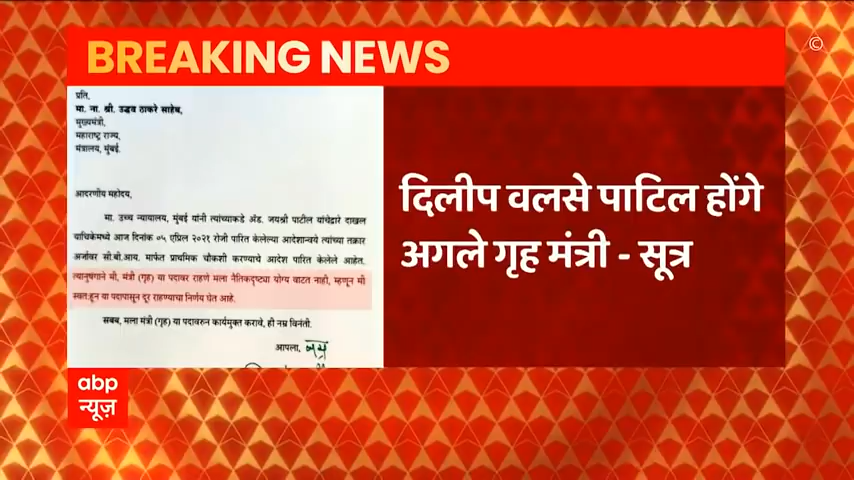 ©
BREAKING NEWS
प्रति,
मा. ना. श्री. उद्धव ठाकरे साहेब,
मुख्यमंत्री,
महाराष्ट्र राज्य,
मंत्रालय, मुंबई.
आदरणीय महोदय,
मा. उच्च न्यायालय, मुंबई यांनी त्यांच्याकडे अ‍ॅड. जयश्री पाटील यांचेद्वारे दाखल
याचिकेमध्ये आज दिनांक ०५ एप्रिल २०२१ रोजी पारित केलेल्या आदेशान्वये त्यांच्या तक्रार
अर्जावर सी.बी.आय. मार्फत प्राथमिक चौकशी करण्याचे आदेश पारित केलेले आहेत.
त्यानुषंगाने मी, मंत्री (गृह) या पदावर राहणे मला नैतिकदृष्ट्या योग्य वाटत नाही, म्हणून मी
स्वत:हून या पदापासून दूर राहण्याचा निर्णय घेत आहे.
सबब, मला मंत्री (गृह) या पदावरुन कार्यमुक्त करावे, ही नम्र विनंती.
आपला,
दिलीप वलसे पाटिल होंगे
अगले गृह मंत्री - सूत्र
abp
न्यूज़